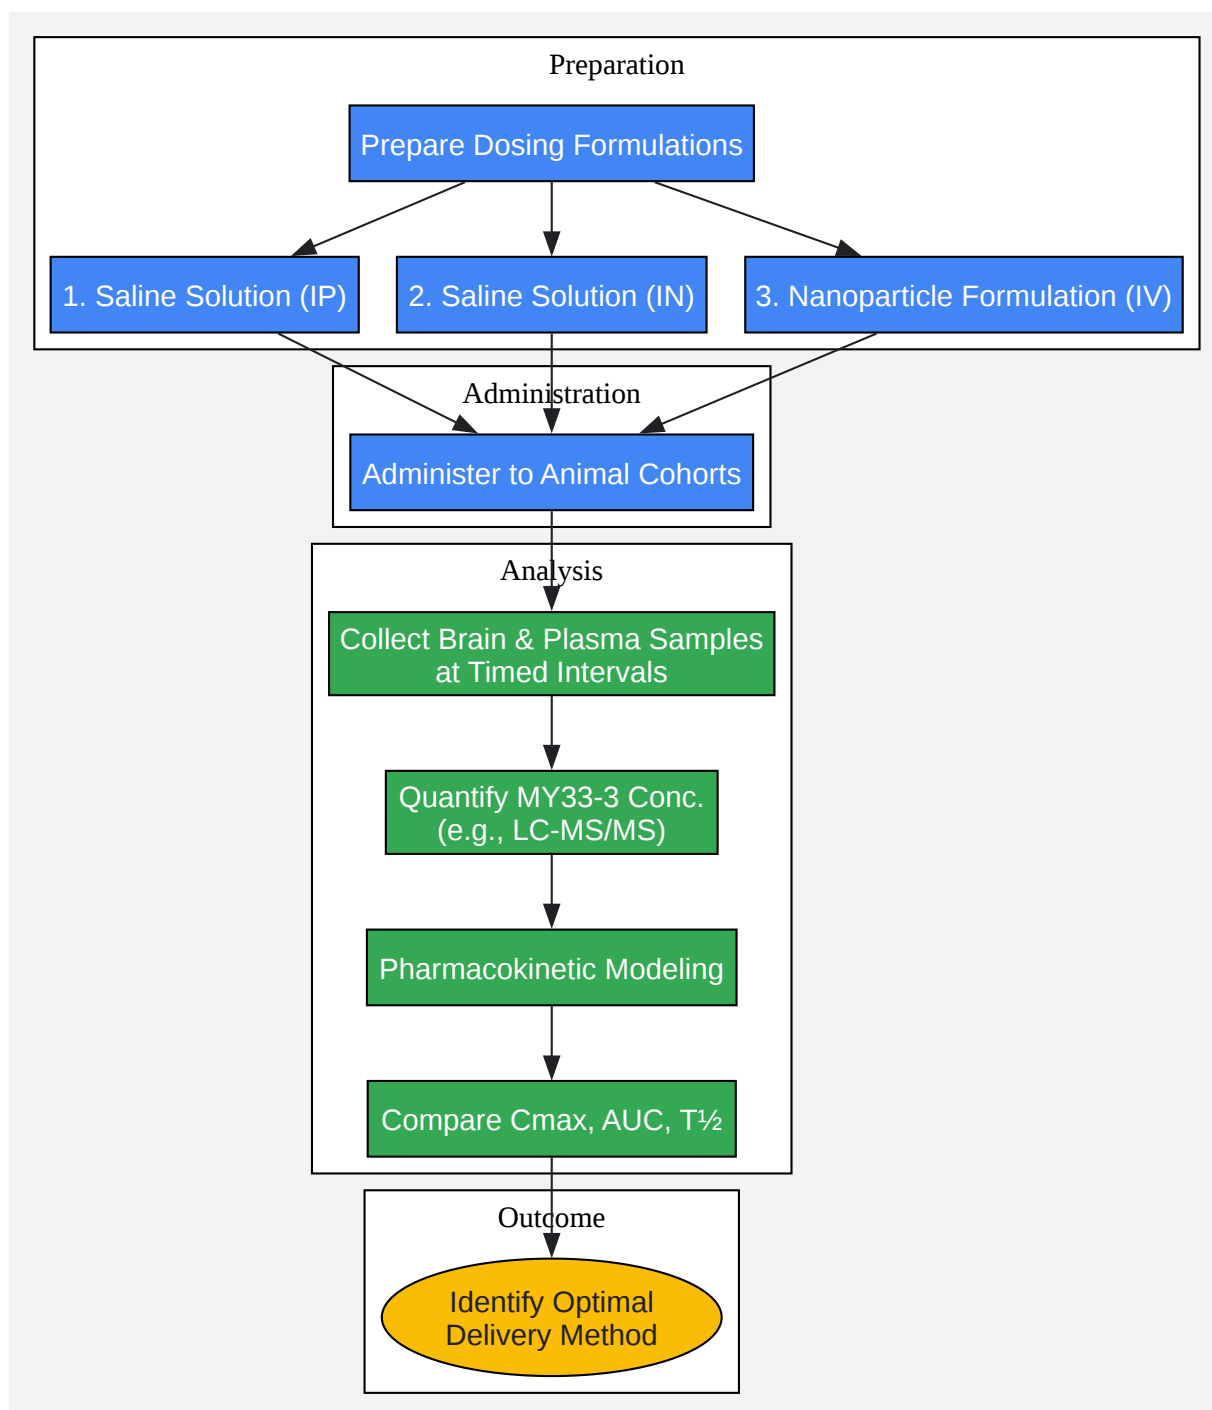 Preparation
Prepare Dosing Formulations
1. Saline Solution (IP)
2. Saline Solution (IN)
3. Nanoparticle Formulation (IV)
Administration
Administer to Animal Cohorts
Analysis
Collect Brain & Plasma Samples
at Timed Intervals
Quantify MY33-3 Conc.
(e.g., LC-MS/MS)
Pharmacokinetic Modeling
Compare Cmax, AUC, T½
Outcome
Identify Optimal
Delivery Method